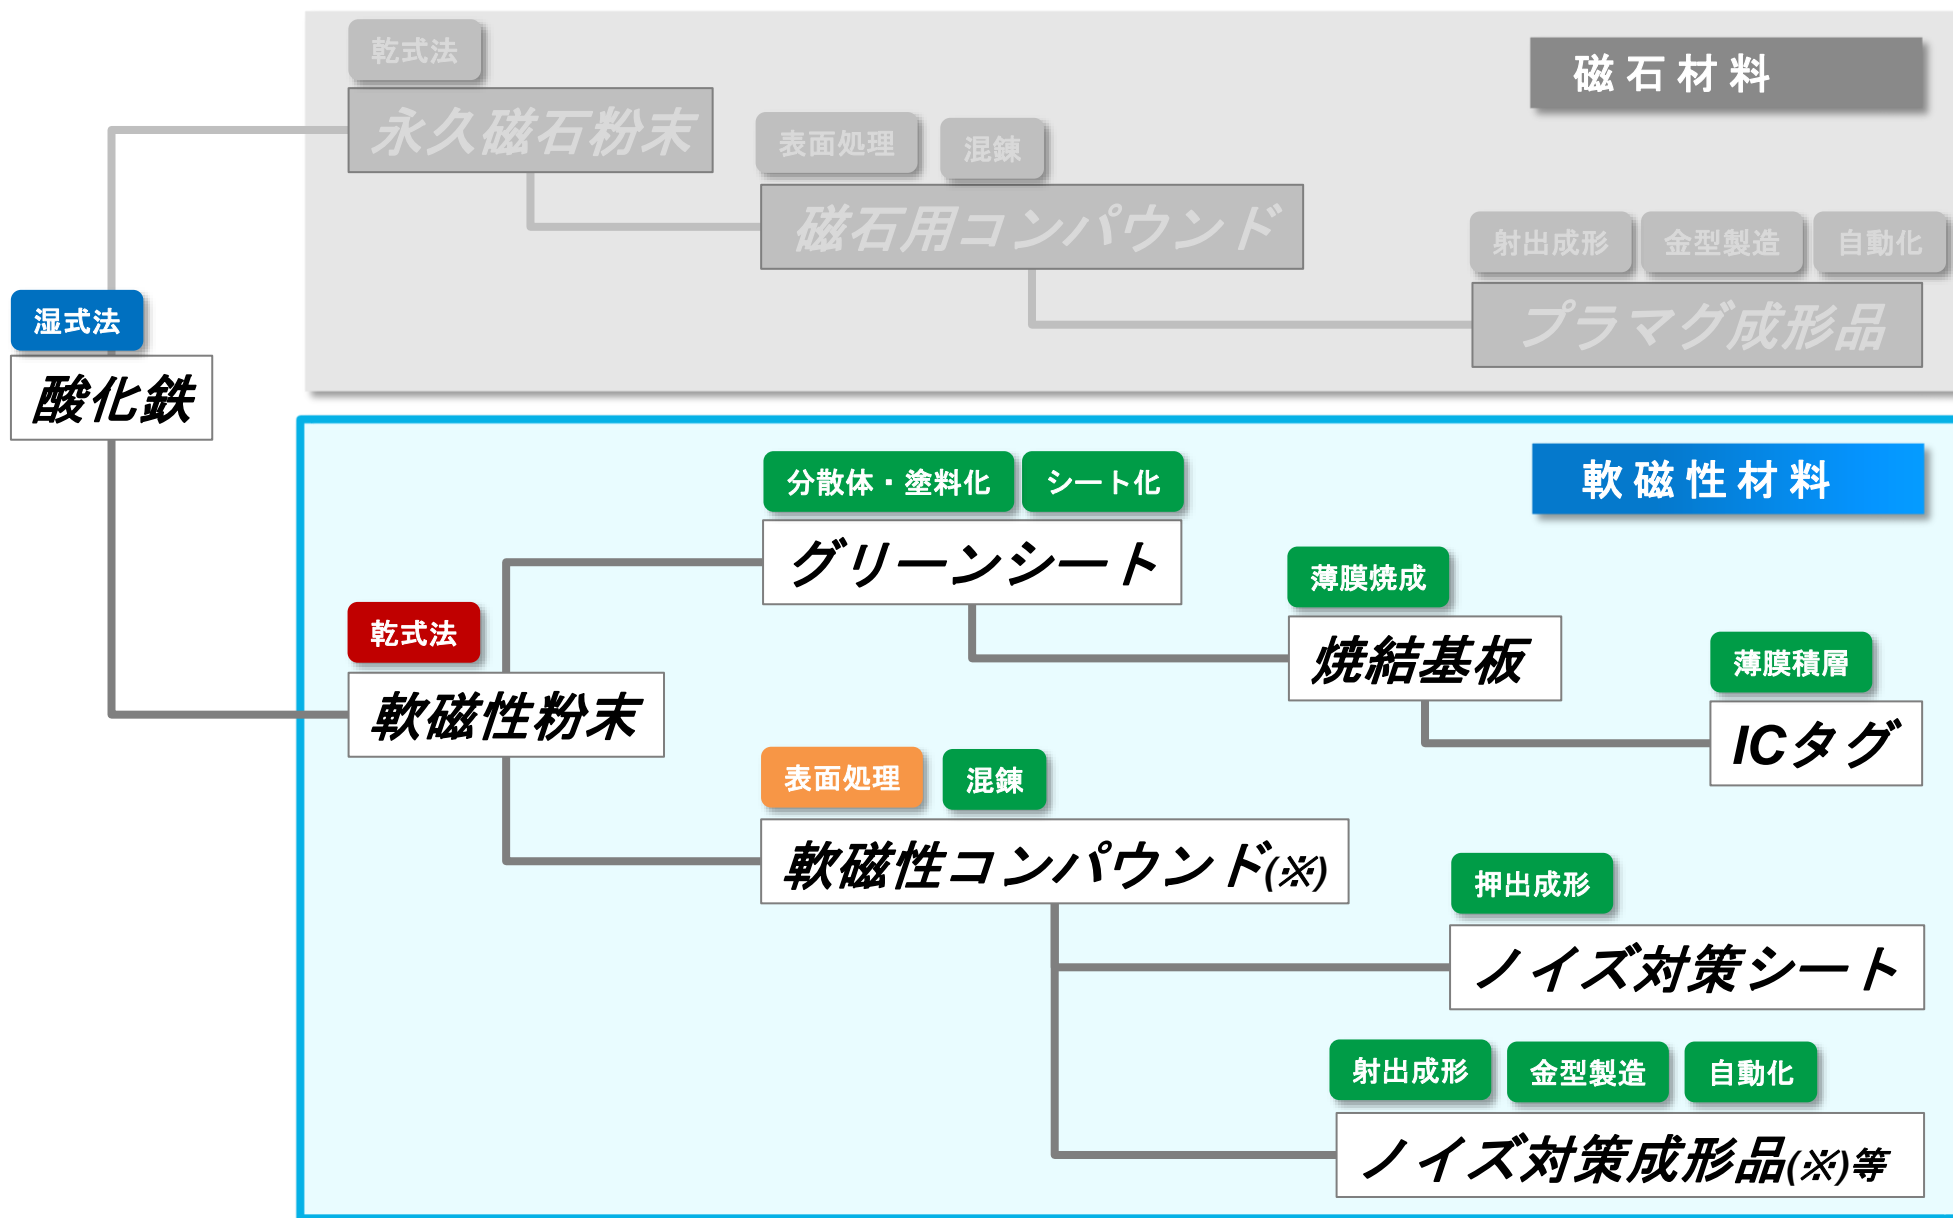 乾式法
磁石材料
永久磁石粉末
表面処理
混錬
磁石用コンパウンド
射出成形
金型製造
自動化
プラマグ成形品
湿式法
酸化鉄
軟磁性材料
分散体・塗料化
シート化
グリーンシート
薄膜焼成
焼結基板
薄膜積層
ICタグ
乾式法
軟磁性粉末
表面処理
混錬
軟磁性コンパウンド(※)
押出成形
ノイズ対策シート
射出成形
金型製造
自動化
ノイズ対策成形品(※)等